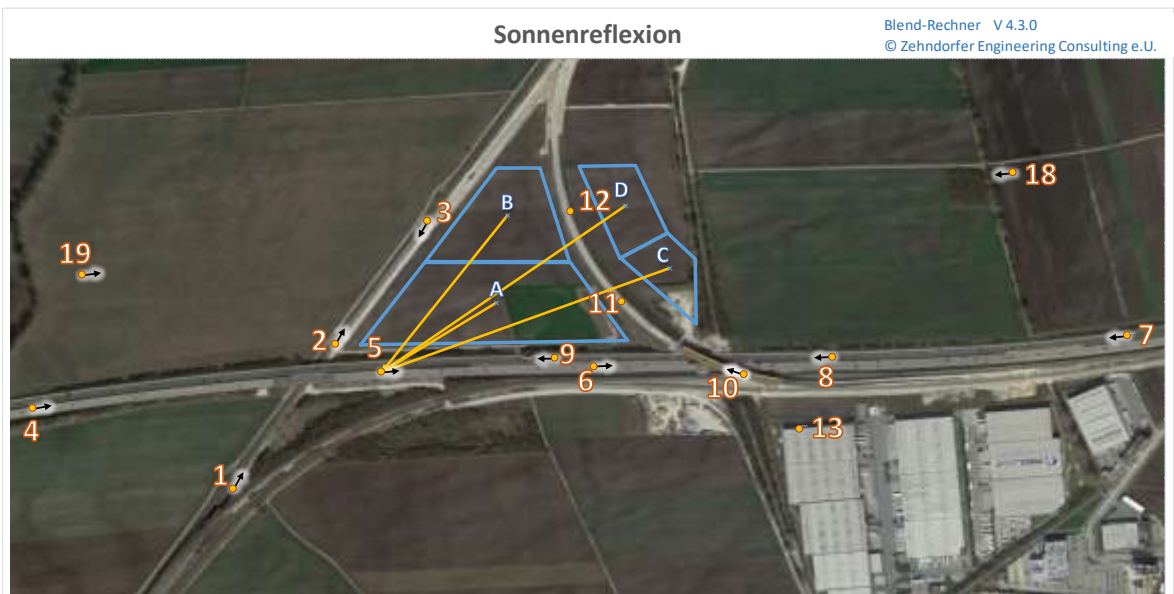 Sonnenreflexion
Blend-Rechner V 4.3.0
© Zehndorfer Engineering Consulting e.U.
18
B
D
12
3
19
C
A
11
2
5
9
7
6
8
10
4
13
1